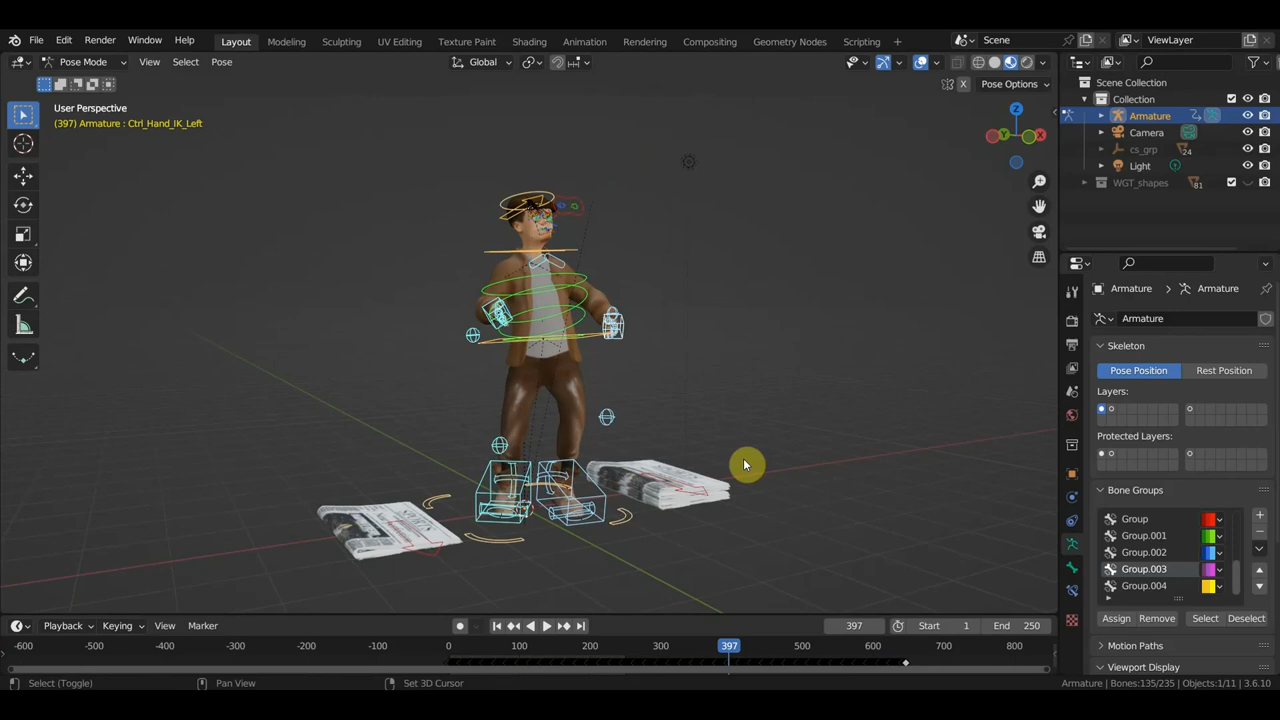 File Edit Render Window Help Layout Modeling Sculpting UV Editing Texture Paint Shading Animation Rendering Compositing Geometry Nodes Scripting + Scene ViewLayer
Pose Mode View Select Pose Global
X Pose Options
User Perspective
(397) Armature : Ctrl_Hand_IK_Left
Z
Y
X
Scene Collection
Collection
Armature
Camera
cs_grp 24
Light
WGT_shapes 81
Armature > Armature
Armature
Skeleton
Pose Position Rest Position
Layers:
Protected Layers:
Bone Groups
Group
Group.001
Group.002
Group.003
Group.004
Assign Remove Select Deselect
Motion Paths
Viewport Display
Playback Keying View Marker 397 Start 1 End 250
-600 -500 -400 -300 -200 -100 0 100 200 300 397 500 600 700 800
Select (Toggle) Pan View Set 3D Cursor Armature | Bones:135/235 | Objects:1/11 | 3.6.10